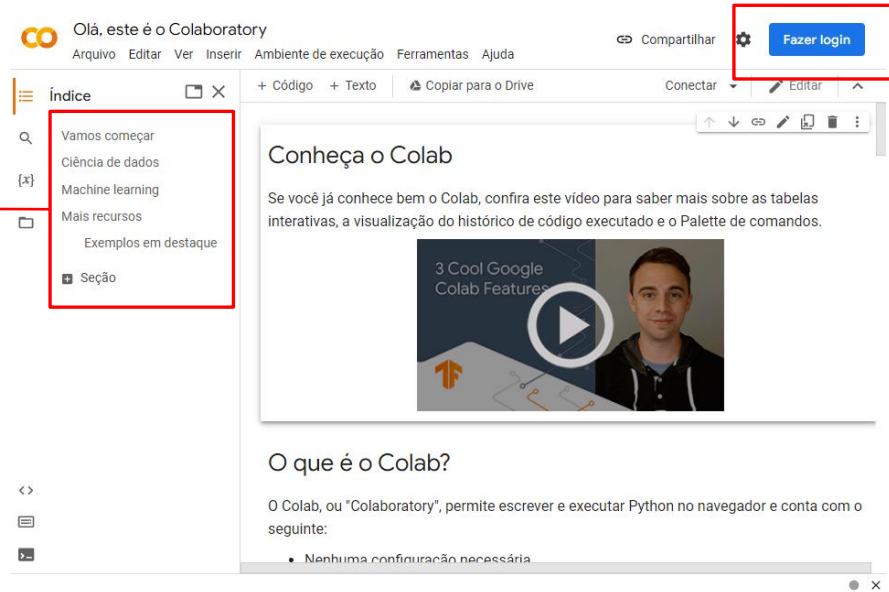 Olá, este é o Colaboratory
Arquivo Editar Ver Inserir Ambiente de execução Ferramentas Ajuda
Compartilhar
Fazer login
Índice
+ Código + Texto Copiar para o Drive
Conectar
Editar
Vamos começar
Ciência de dados
{x}
Machine learning
Mais recursos
Exemplos em destaque
Seção
Conheça o Colab
Se você já conhece bem o Colab, confira este vídeo para saber mais sobre as tabelas
interativas, a visualização do histórico de código executado e o Palette de comandos.
3 Cool Google
Colab Features
O que é o Colab?
O Colab, ou "Colaboratory", permite escrever e executar Python no navegador e conta com o
seguinte:
• Nenhuma configuração necessária